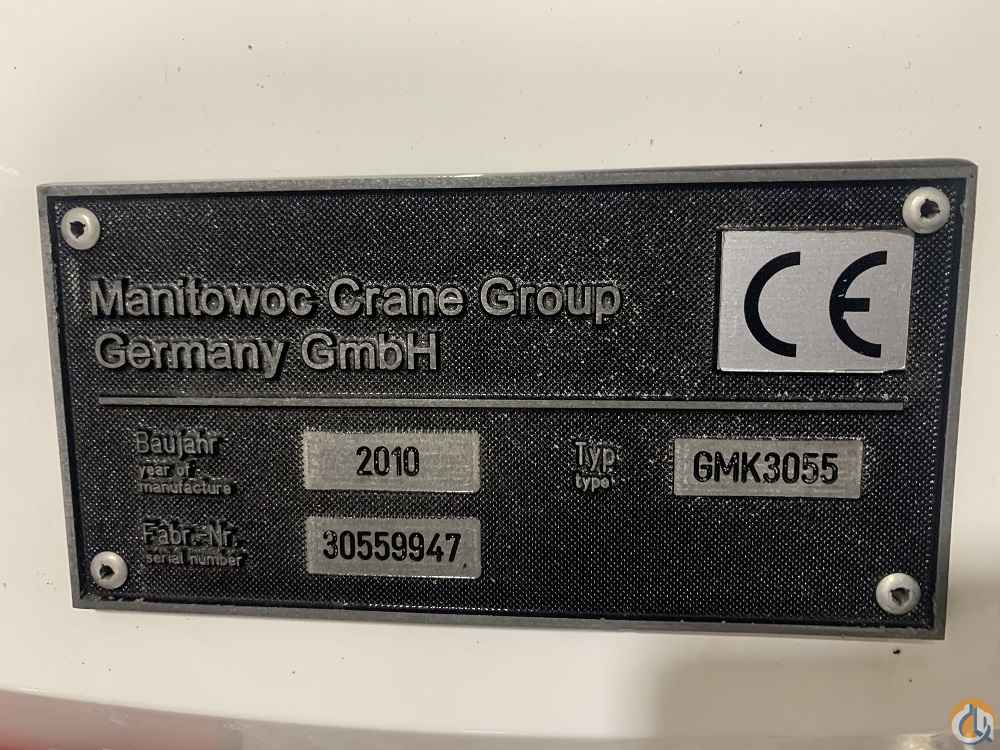 Manitowoc Crane Group
Germany GmbH
CE
Baujahr 2010 Typ GMK3055
year of type
manufacture
Fabr.-Nr. 30559947
serial number